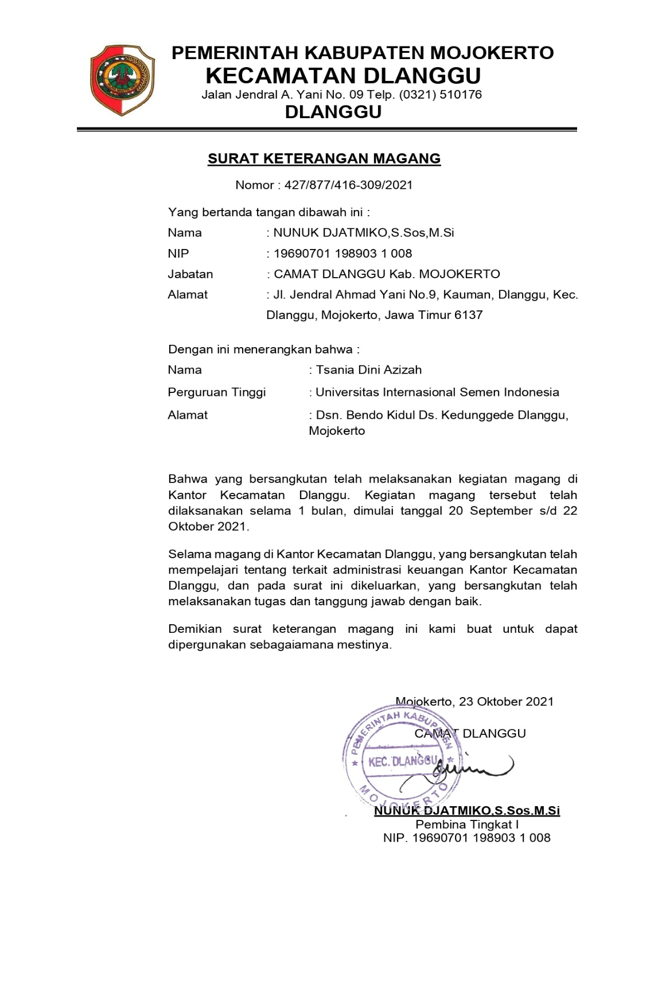 PEMERINTAH KABUPATEN MOJOKERTO
KECAMATAN DLANGGU
Jalan Jendral A. Yani No. 09 Telp. (0321) 510176
DLANGGU
SURAT KETERANGAN MAGANG
Nomor : 427/877/416-309/2021
Yang bertanda tangan dibawah ini :
Nama : NUNUK DJATMIKO,S.Sos,M.Si
NIP : 19690701 198903 1 008
Jabatan : CAMAT DLANGGU Kab. MOJOKERTO
Alamat : Jl. Jendral Ahmad Yani No.9, Kauman, Dlanggu, Kec.
Dlanggu, Mojokerto, Jawa Timur 6137
Dengan ini menerangkan bahwa :
Nama : Tsania Dini Azizah
Perguruan Tinggi : Universitas Internasional Semen Indonesia
Alamat : Dsn. Bendo Kidul Ds. Kedunggede Dlanggu,
Mojokerto
Bahwa yang bersangkutan telah melaksanakan kegiatan magang di
Kantor Kecamatan Dlanggu. Kegiatan magang tersebut telah
dilaksanakan selama 1 bulan, dimulai tanggal 20 September s/d 22
Oktober 2021.
Selama magang di Kantor Kecamatan Dlanggu, yang bersangkutan telah
mempelajari tentang terkait administrasi keuangan Kantor Kecamatan
Dlanggu, dan pada surat ini dikeluarkan, yang bersangkutan telah
melaksanakan tugas dan tanggung jawab dengan baik.
Demikian surat keterangan magang ini kami buat untuk dapat
dipergunakan sebagaiamana mestinya.
Mojokerto, 23 Oktober 2021
CAMAT DLANGGU
PEMERINTAH KABUPATEN
KEC. DLANGGU
MOJOKERTO
NUNUK DJATMIKO,S.Sos.M.Si
Pembina Tingkat I
NIP. 19690701 198903 1 008